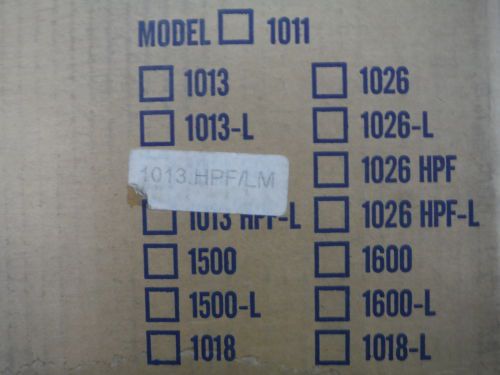 MODEL 1011
1013 1026
1013-L 1026-L
1013 HPF/LM 1026 HPF
1013 HPF-L 1026 HPF-L
1500 1600
1500-L 1600-L
1018 1018-L